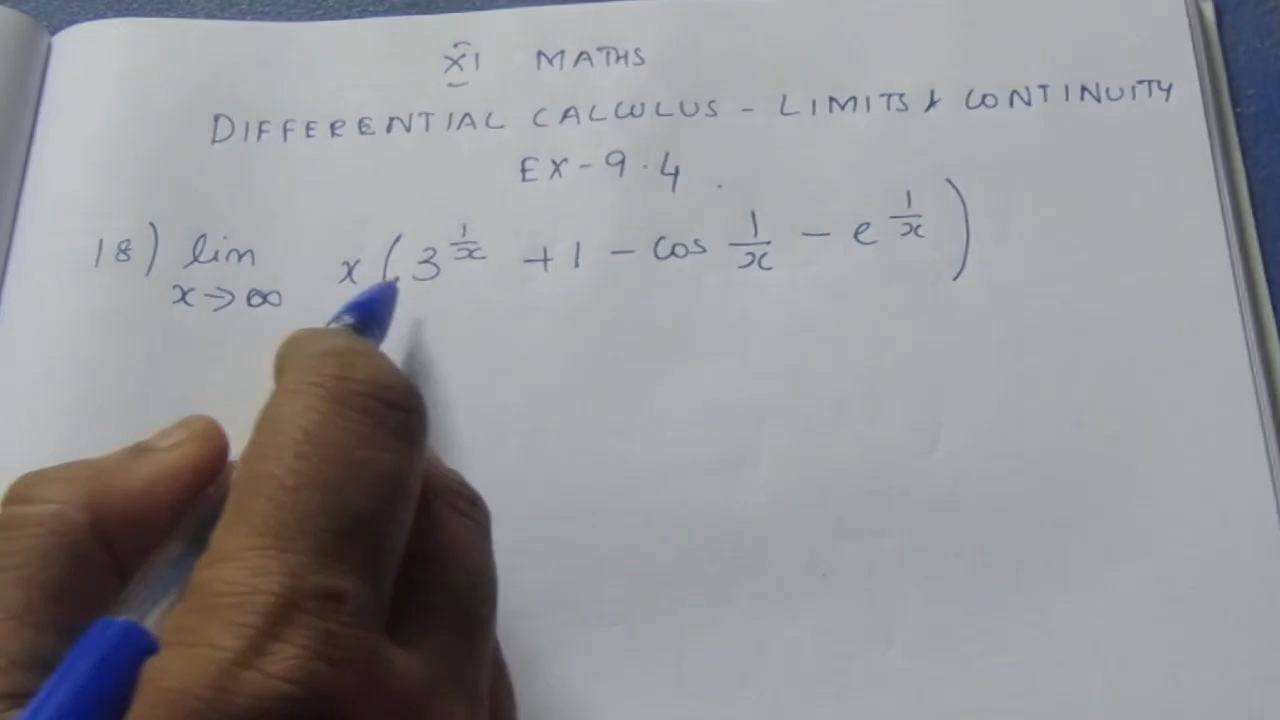 XI MATHS
DIFFERENTIAL CALCULUS - LIMITS & CONTINUITY
EX-9.4.
18) lim x→∞ x(3^(1/x) + 1 - cos 1/x - e^(1/x))